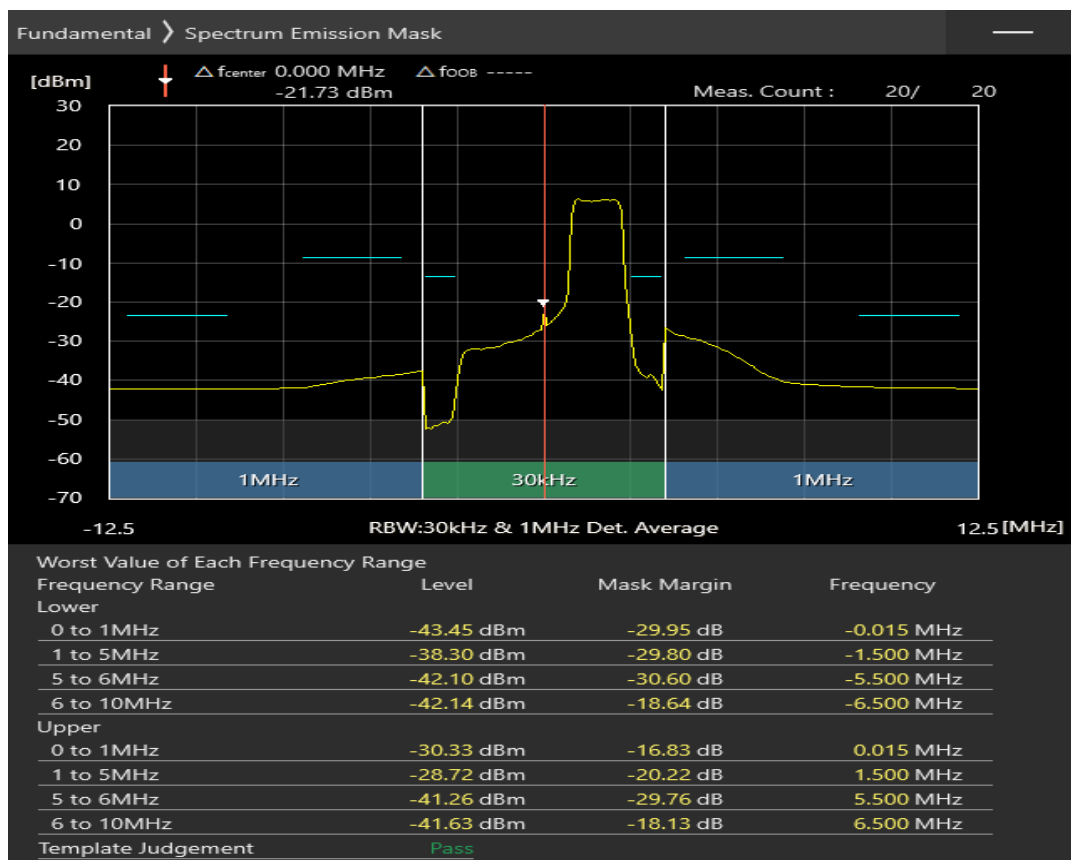 Fundamental ❯ Spectrum Emission Mask
△ fcenter 0.000 MHz △ fOOB -----
[dBm] -21.73 dBm Meas. Count : 20/ 20
30
20
10
0
-10
-20
-30
-40
-50
-60
1MHz 30kHz 1MHz
-70
-12.5 RBW:30kHz & 1MHz Det. Average 12.5 [MHz]
Worst Value of Each Frequency Range
Frequency Range Level Mask Margin Frequency
Lower
0 to 1MHz -43.45 dBm -29.95 dB -0.015 MHz
1 to 5MHz -38.30 dBm -29.80 dB -1.500 MHz
5 to 6MHz -42.10 dBm -30.60 dB -5.500 MHz
6 to 10MHz -42.14 dBm -18.64 dB -6.500 MHz
Upper
0 to 1MHz -30.33 dBm -16.83 dB 0.015 MHz
1 to 5MHz -28.72 dBm -20.22 dB 1.500 MHz
5 to 6MHz -41.26 dBm -29.76 dB 5.500 MHz
6 to 10MHz -41.63 dBm -18.13 dB 6.500 MHz
Template Judgement Pass